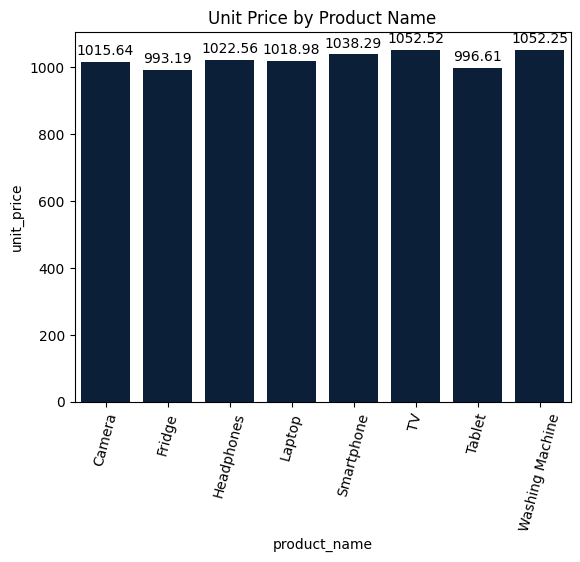 Unit Price by Product Name
1015.64
993.19
1022.56
1018.98
1038.29
1052.52
996.61
1052.25
unit_price
1000
800
600
400
200
0
Camera
Fridge
Headphones
Laptop
Smartphone
TV
Tablet
Washing Machine
product_name